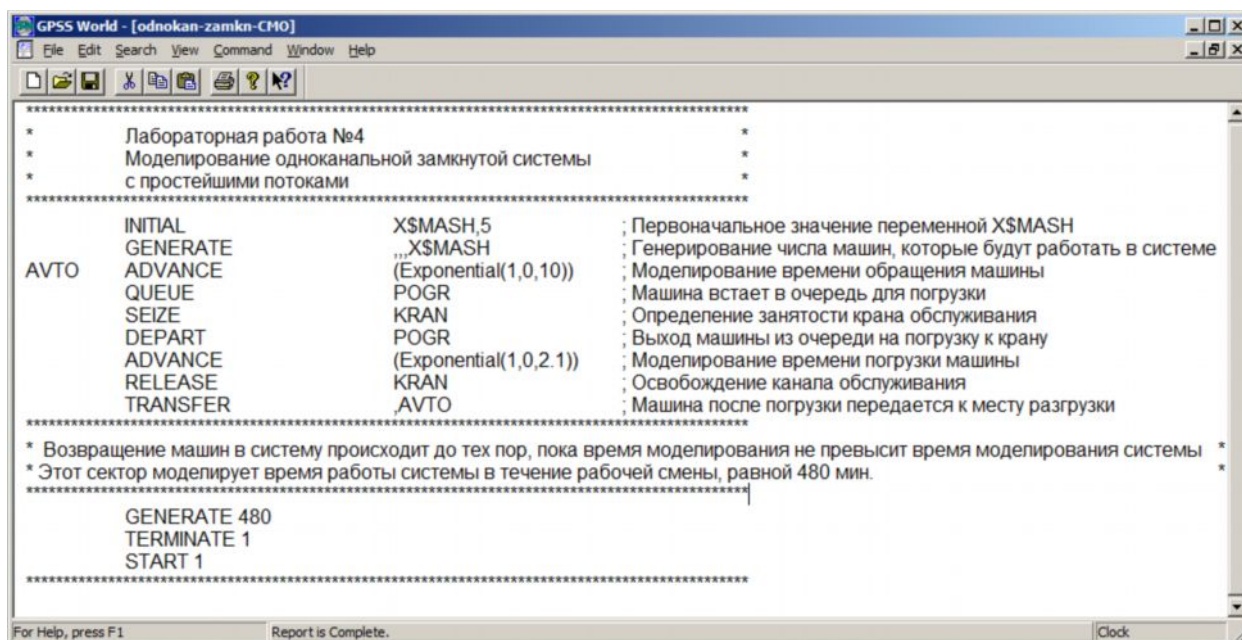 GPSS World - [odnokan-zamkn-CMO]
File Edit Search View Command Window Help
********************************************************************************
* Лабораторная работа №4 *
* Моделирование одноканальной замкнутой системы *
* с простейшими потоками *
********************************************************************************
INITIAL X$MASH,5 ; Первоначальное значение переменной X$MASH
GENERATE ,,,X$MASH ; Генерирование числа машин, которые будут работать в системе
AVTO ADVANCE (Exponential(1,0,10)) ; Моделирование времени обращения машины
QUEUE POGR ; Машина встает в очередь для погрузки
SEIZE KRAN ; Определение занятости крана обслуживания
DEPART POGR ; Выход машины из очереди на погрузку к крану
ADVANCE (Exponential(1,0,2.1)) ; Моделирование времени погрузки машины
RELEASE KRAN ; Освобождение канала обслуживания
TRANSFER ,AVTO ; Машина после погрузки передается к месту разгрузки
********************************************************************************
* Возвращение машин в систему происходит до тех пор, пока время моделирования не превысит время моделирования системы *
* Этот сектор моделирует время работы системы в течение рабочей смены, равной 480 мин. *
********************************************************************************
GENERATE 480
TERMINATE 1
START 1
********************************************************************************
For Help, press F1 Report is Complete. Clock